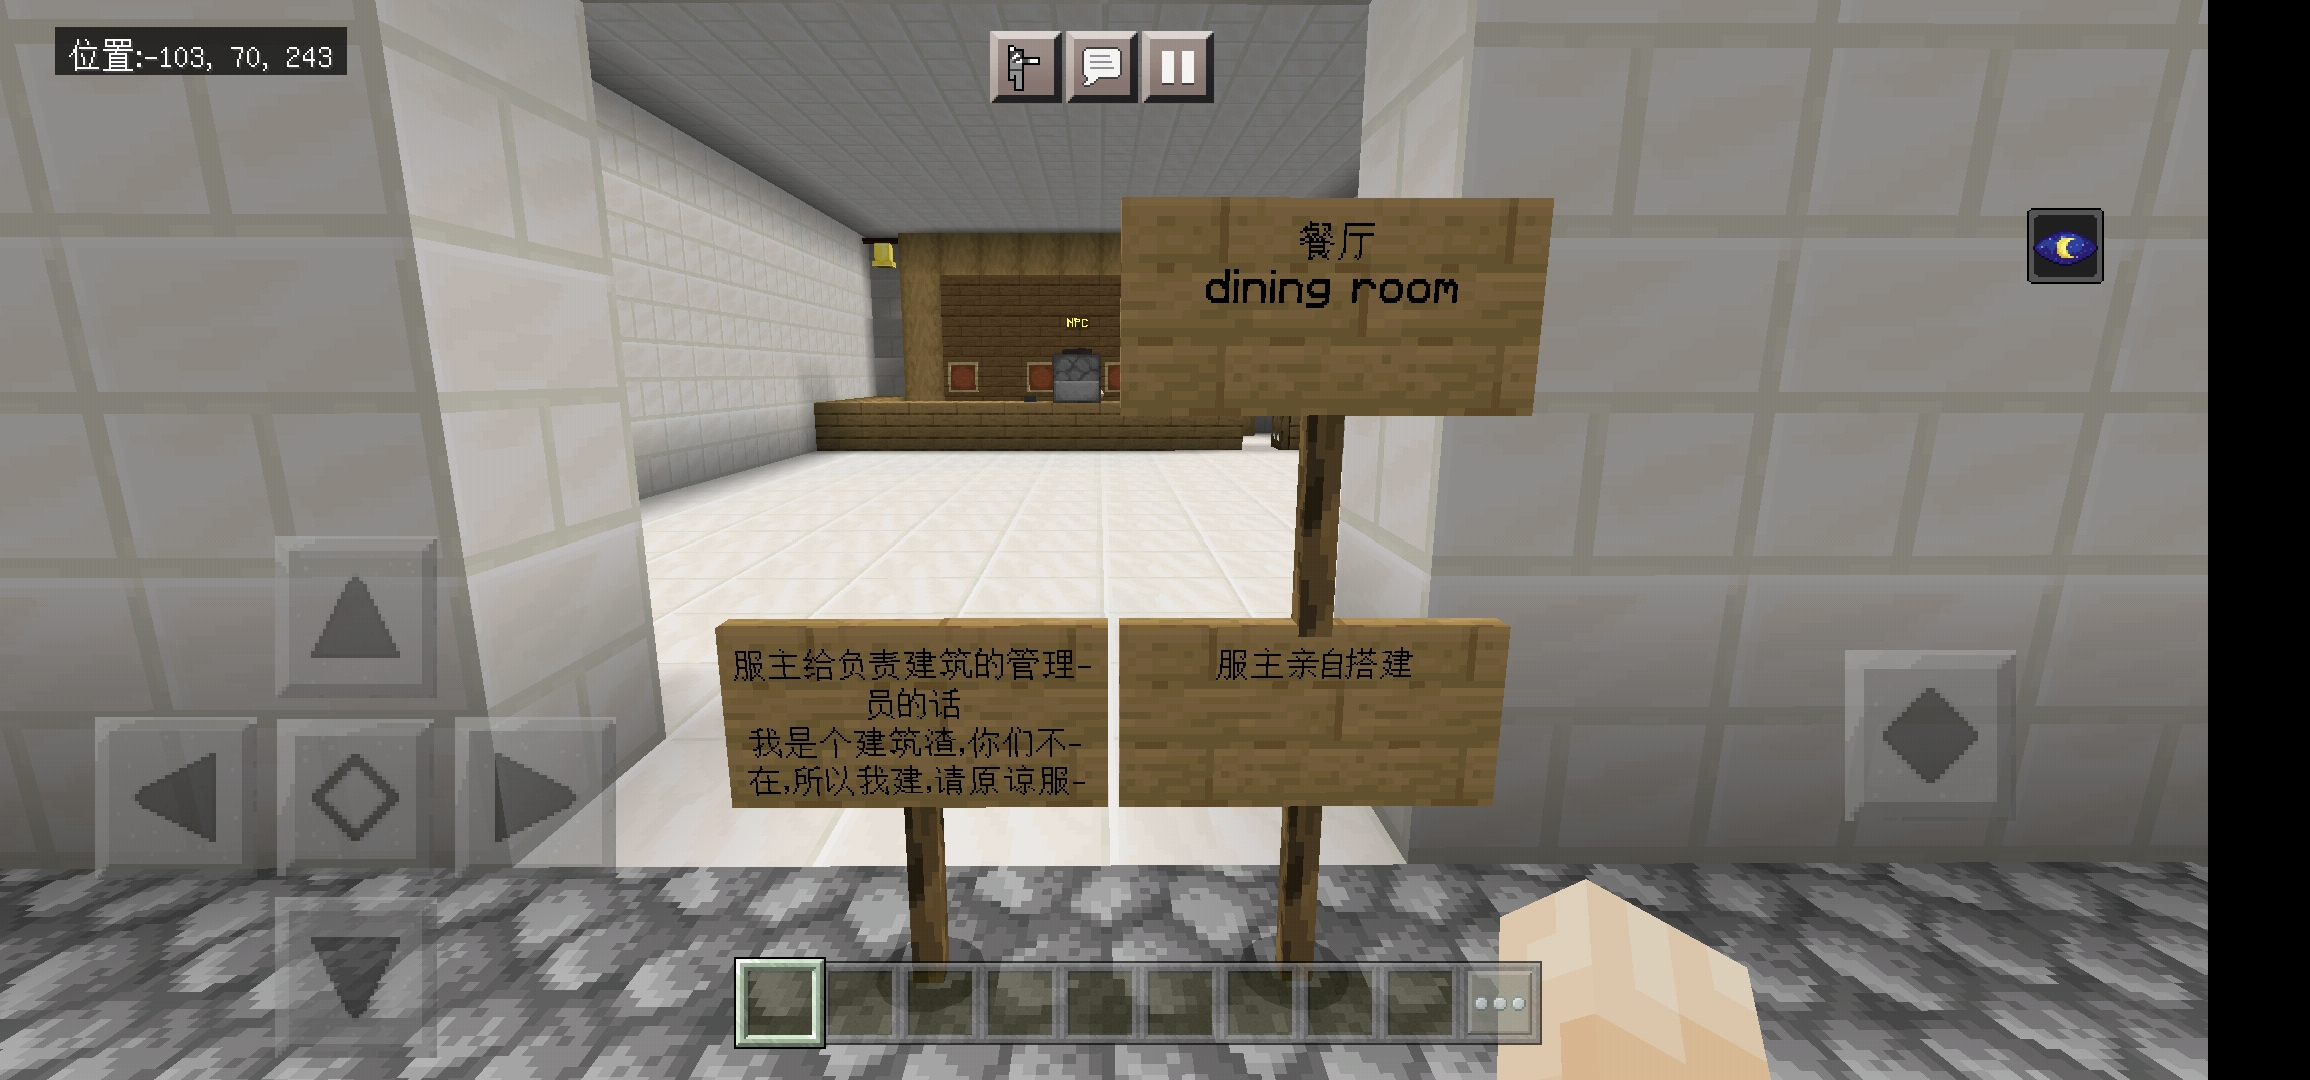 位置:-103, 70, 243
餐厅
dining room
NPC
服主给负责建筑的管理-
员的话
我是个建筑渣,你们不-
在,所以我建,请原谅服-
服主亲自搭建